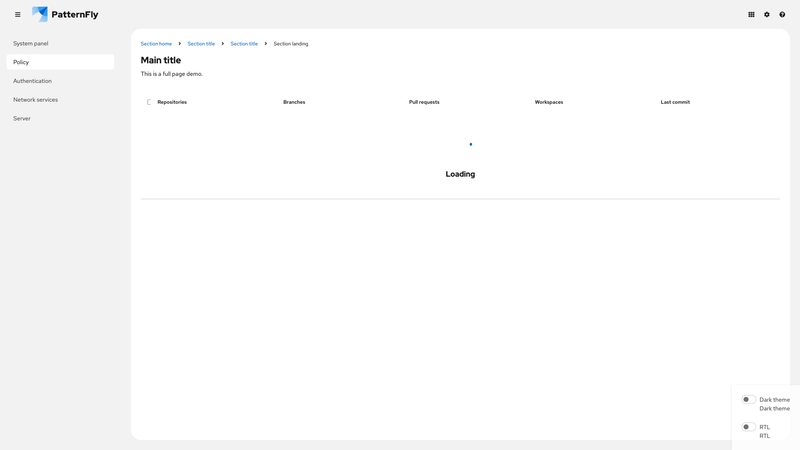 PatternFly
System panel
Policy
Authentication
Network services
Server
Section home
Section title
Section title
Section landing
Main title
This is a full page demo.
Repositories
Branches
Pull requests
Workspaces
Last commit
Loading
Dark theme
Dark theme
RTL
RTL